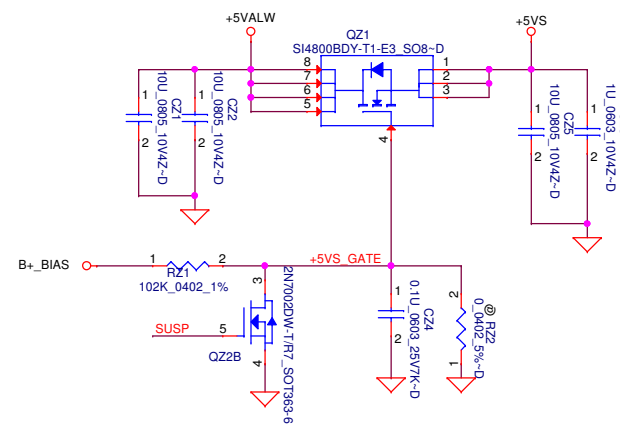 +5VALW
+5VS
QZ1
SI4800BDY-T1-E3_SO8~D
8
7
6
5
1
2
3
4
1
2
CZ1
10U_0805_10V4Z~D
1
2
CZ2
10U_0805_10V4Z~D
1
2
CZ5
10U_0805_10V4Z~D
1
2
1U_0603_10V4Z~D
B+_BIAS
1
2
RZ1
102K_0402_1%
+5VS_GATE
SUSP
5
3
4
QZ2B
2N7002DW-T/R7_SOT363-6
1
2
CZ4
0.1U_0603_25V7K~D
2
1
@
RZ2
0_0402_5%~D